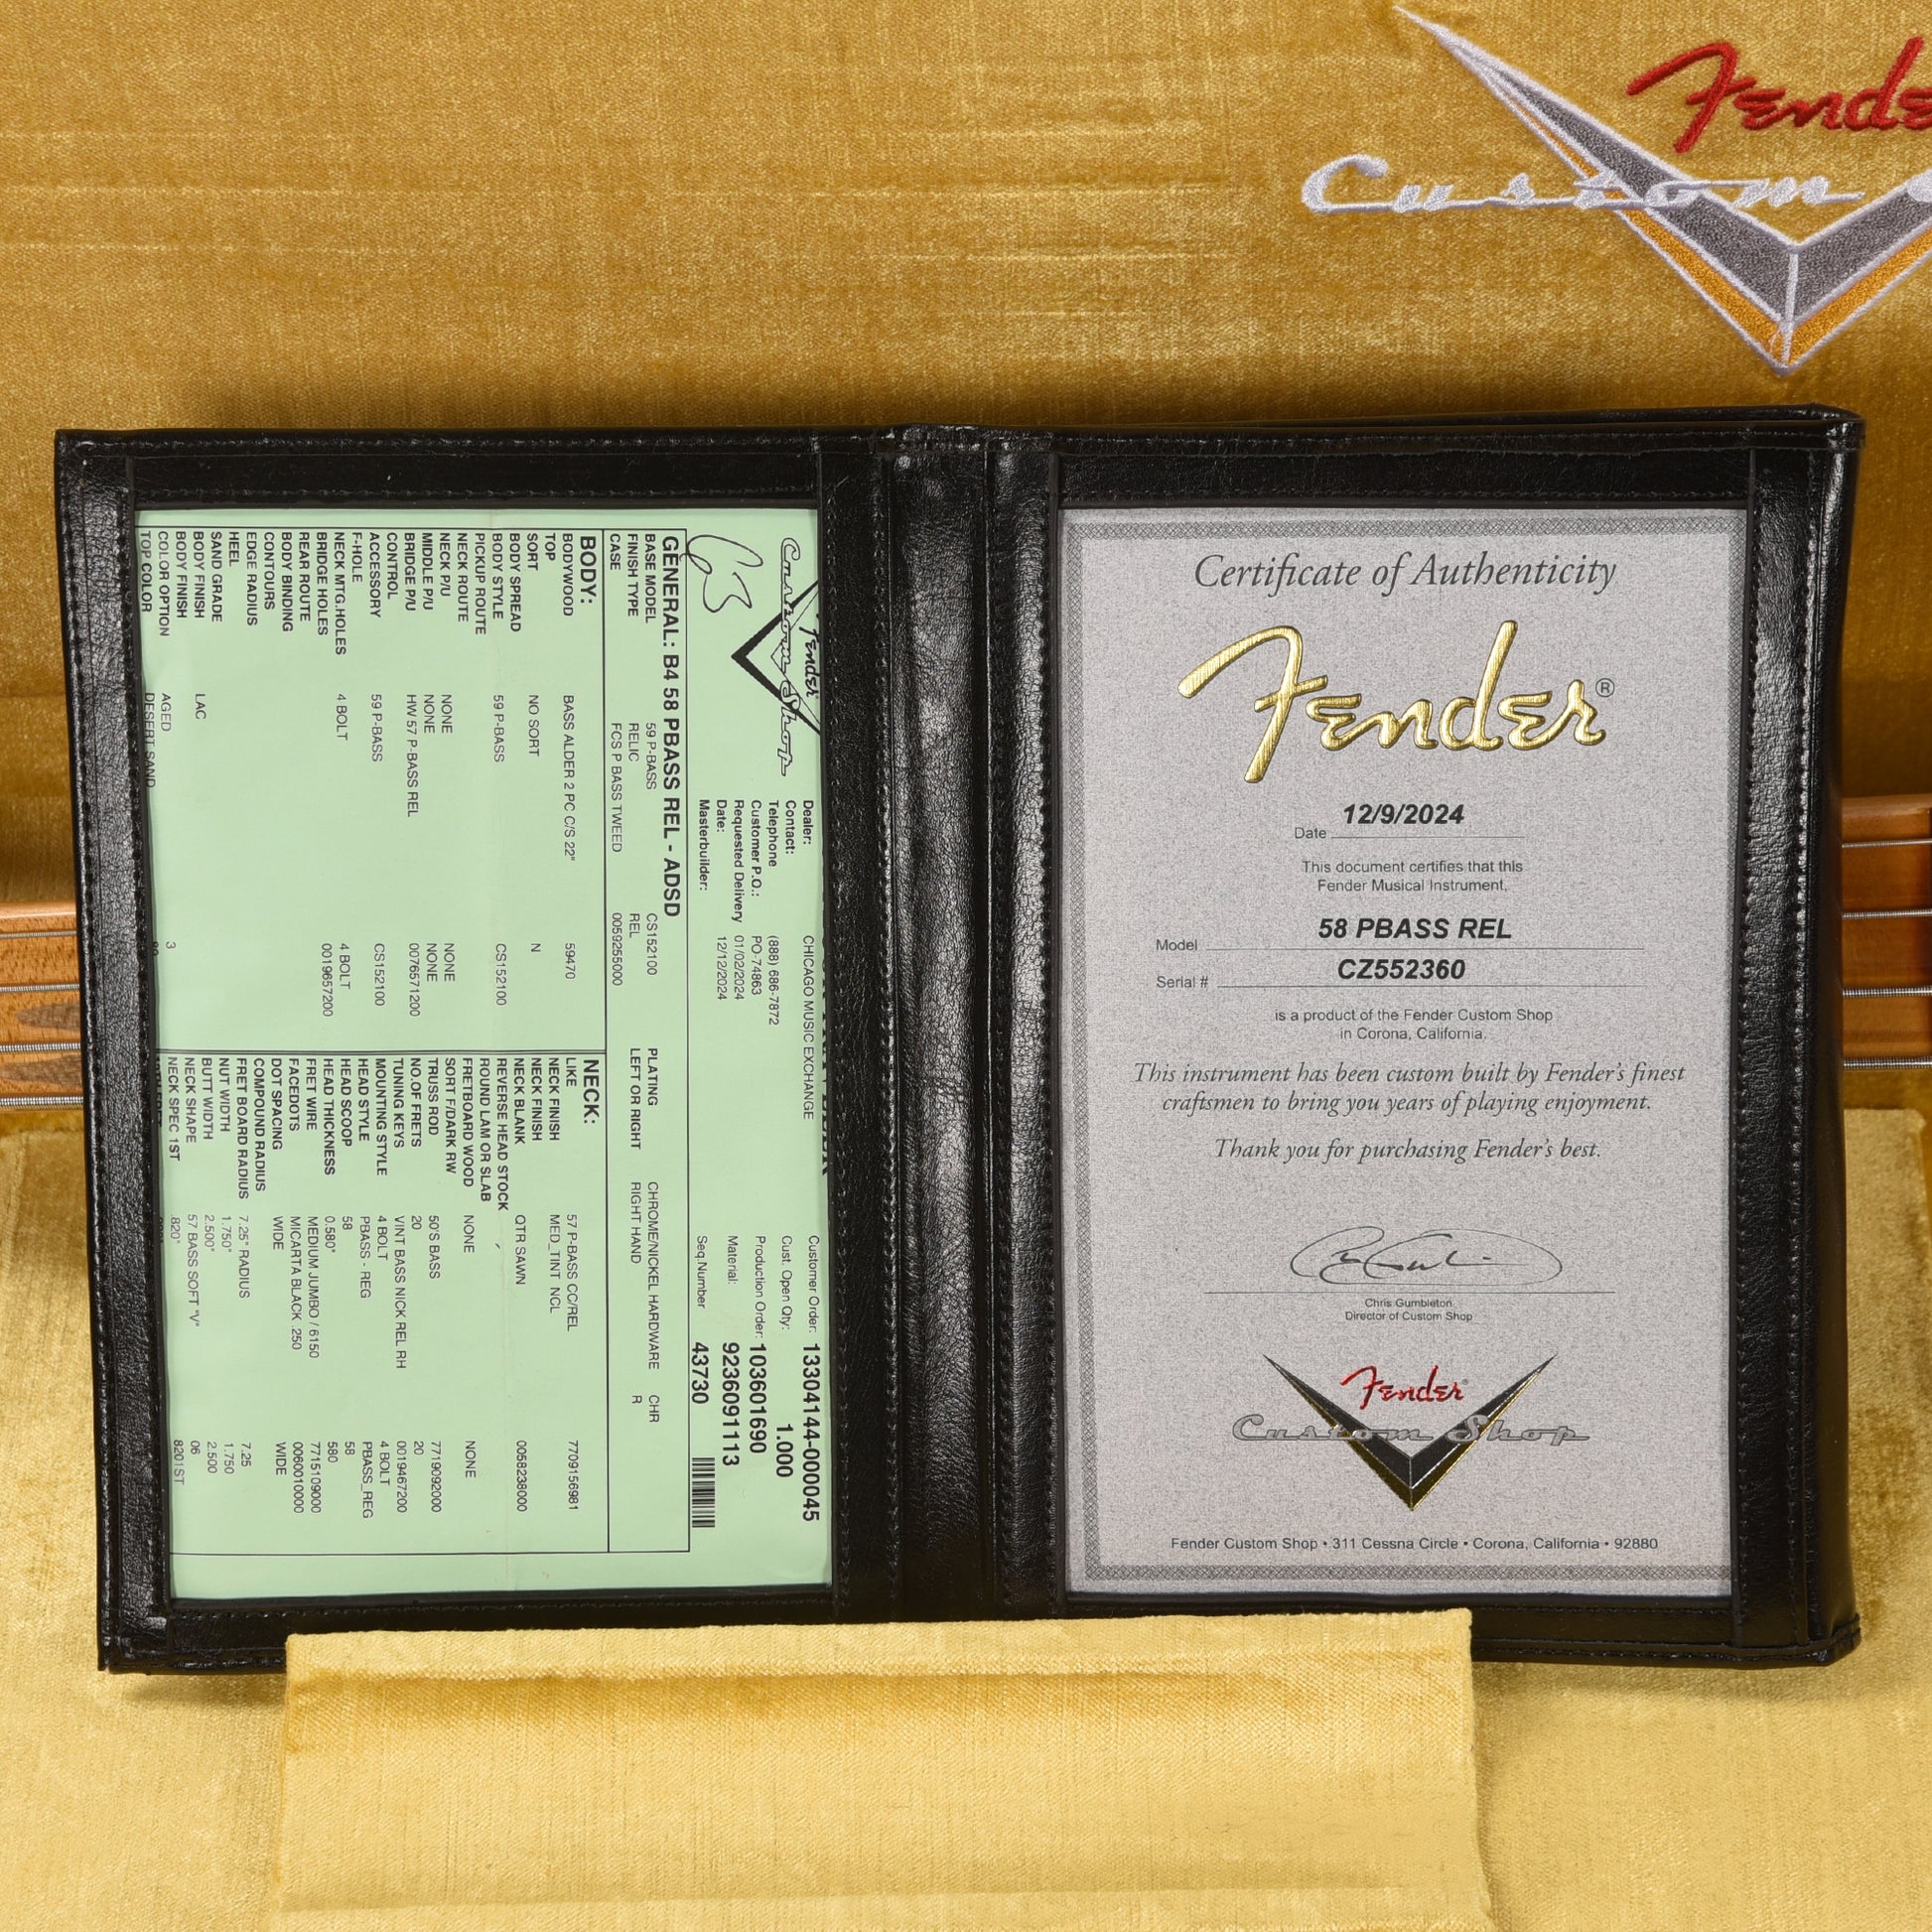 Fende
Custom
Fender
Custom Shop
Dealer: CHICAGO MUSIC EXCHANGE
Contact:
Telephone (888) 686-7872
Customer P.O.: PO-74863
Requested Delivery 01/02/2024
Date: 12/12/2024
Masterbuilder:
Customer Order: 13304144-000045
Cust. Open Qty: 1.000
Production Order: 103601690
Material: 9236091113
Seq.Number 43730
GENERAL: B4 58 PBASS REL - ADSD
BASE MODEL 59 P-BASS CS152100 PLATING CHROME/NICKEL HARDWARE CHR
FINISH TYPE RELIC REL LEFT OR RIGHT RIGHT HAND R
CASE FCS P BASS TWEED 0059255000
BODY:
BODYWOOD BASS ALDER 2 PC C/S 22" 59470
TOP
SORT NO SORT N
BODY SPREAD
BODY STYLE 59 P-BASS CS152100
PICKUP ROUTE
NECK ROUTE
NECK P/U NONE NONE
MIDDLE P/U NONE NONE
BRIDGE P/U HW 57 P-BASS REL 0076571200
CONTROL
ACCESSORY 59 P-BASS CS152100
F-HOLE
NECK MTG.HOLES 4 BOLT 4 BOLT
BRIDGE HOLES 0019657200
REAR ROUTE
BODY BINDING
CONTOURS
EDGE RADIUS
HEEL
SAND GRADE
BODY FINISH LAC
BODY FINISH
COLOR OPTION AGED 3
TOP COLOR DESERT SAND
NECK:
LIKE 57 P-BASS CC/REL 7709156981
NECK FINISH MED_TINT NCL
NECK FINISH
NECK BLANK QTR SAWN 0058238000
REVERSE HEAD STOCK
ROUND LAM OR SLAB
FRETBOARD WOOD NONE NONE
SORT F/DARK RW
TRUSS ROD 50'S BASS 7719092000
NO.OF FRETS 20 20
TUNING KEYS VINT BASS NICK REL RH 0019467200
MOUNTING STYLE 4 BOLT 4 BOLT
HEAD STYLE PBASS - REG PBASS_REG
HEAD SCOOP 58 58
HEAD THICKNESS 0.580" 580
FRET WIRE MEDIUM JUMBO / 6150 7715109000
FACEDOTS MICARTA BLACK .250 0060010000
DOT SPACING WIDE WIDE
COMPOUND RADIUS
FRET BOARD RADIUS 7.25" RADIUS 7.25
NUT WIDTH 1.750" 1.750
BUTT WIDTH 2.500" 2.500
NECK SHAPE 57 BASS SOFT "V" 06
NECK SPEC 1ST .820" 8201ST
Certificate of Authenticity
Fender®
Date 12/9/2024
This document certifies that this
Fender Musical Instrument,
Model 58 PBASS REL
Serial # CZ552360
is a product of the Fender Custom Shop
in Corona, California.
This instrument has been custom built by Fender's finest
craftsmen to bring you years of playing enjoyment.
Thank you for purchasing Fender's best.
Chris Gumbleton
Director of Custom Shop
Fender
Custom Shop
Fender Custom Shop • 311 Cessna Circle • Corona, California • 92880